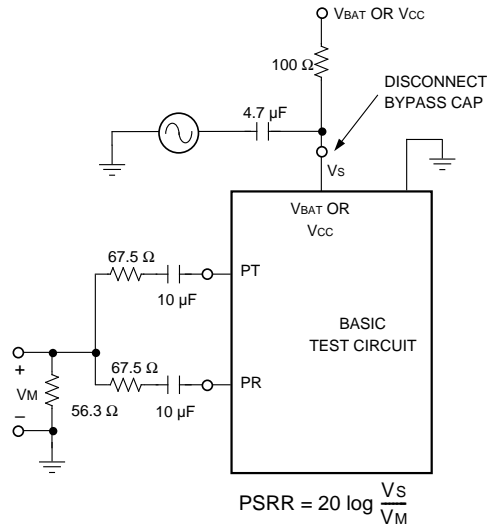 VBAT OR VCC
100 Ω
DISCONNECT
BYPASS CAP
4.7 µF
VS
VBAT OR
VCC
67.5 Ω
10 µF
PT
BASIC
TEST CIRCUIT
67.5 Ω
10 µF
PR
+
VM
–
56.3 Ω
PSRR = 20 log VS
VM